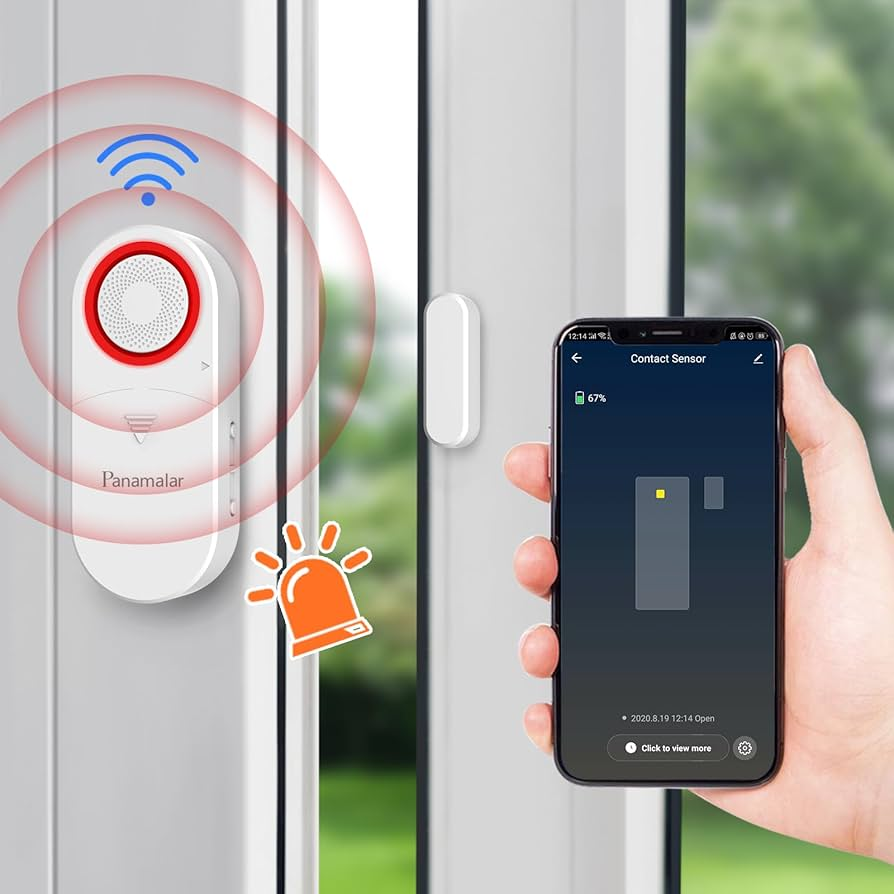 Panamalar
12:14
Contact Sensor
67%
2020.8.19 12:14 Open
Click to view more